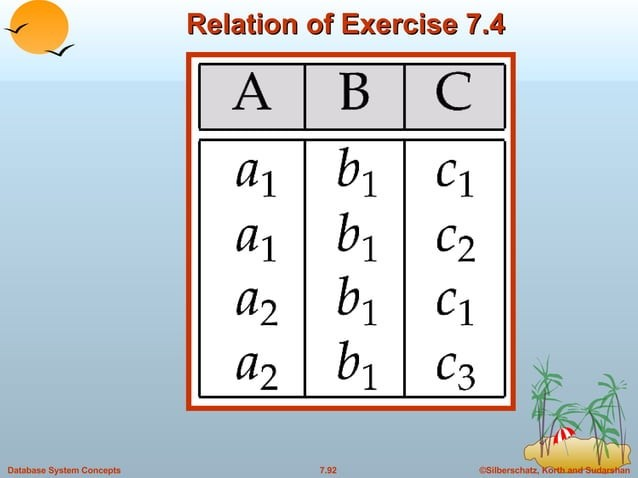 Relation of Exercise 7.4
A B C
a1 b1 c1
a1 b1 c2
a2 b1 c1
a2 b1 c3
Database System Concepts 7.92 ©Silberschatz, Korth and Sudarshan